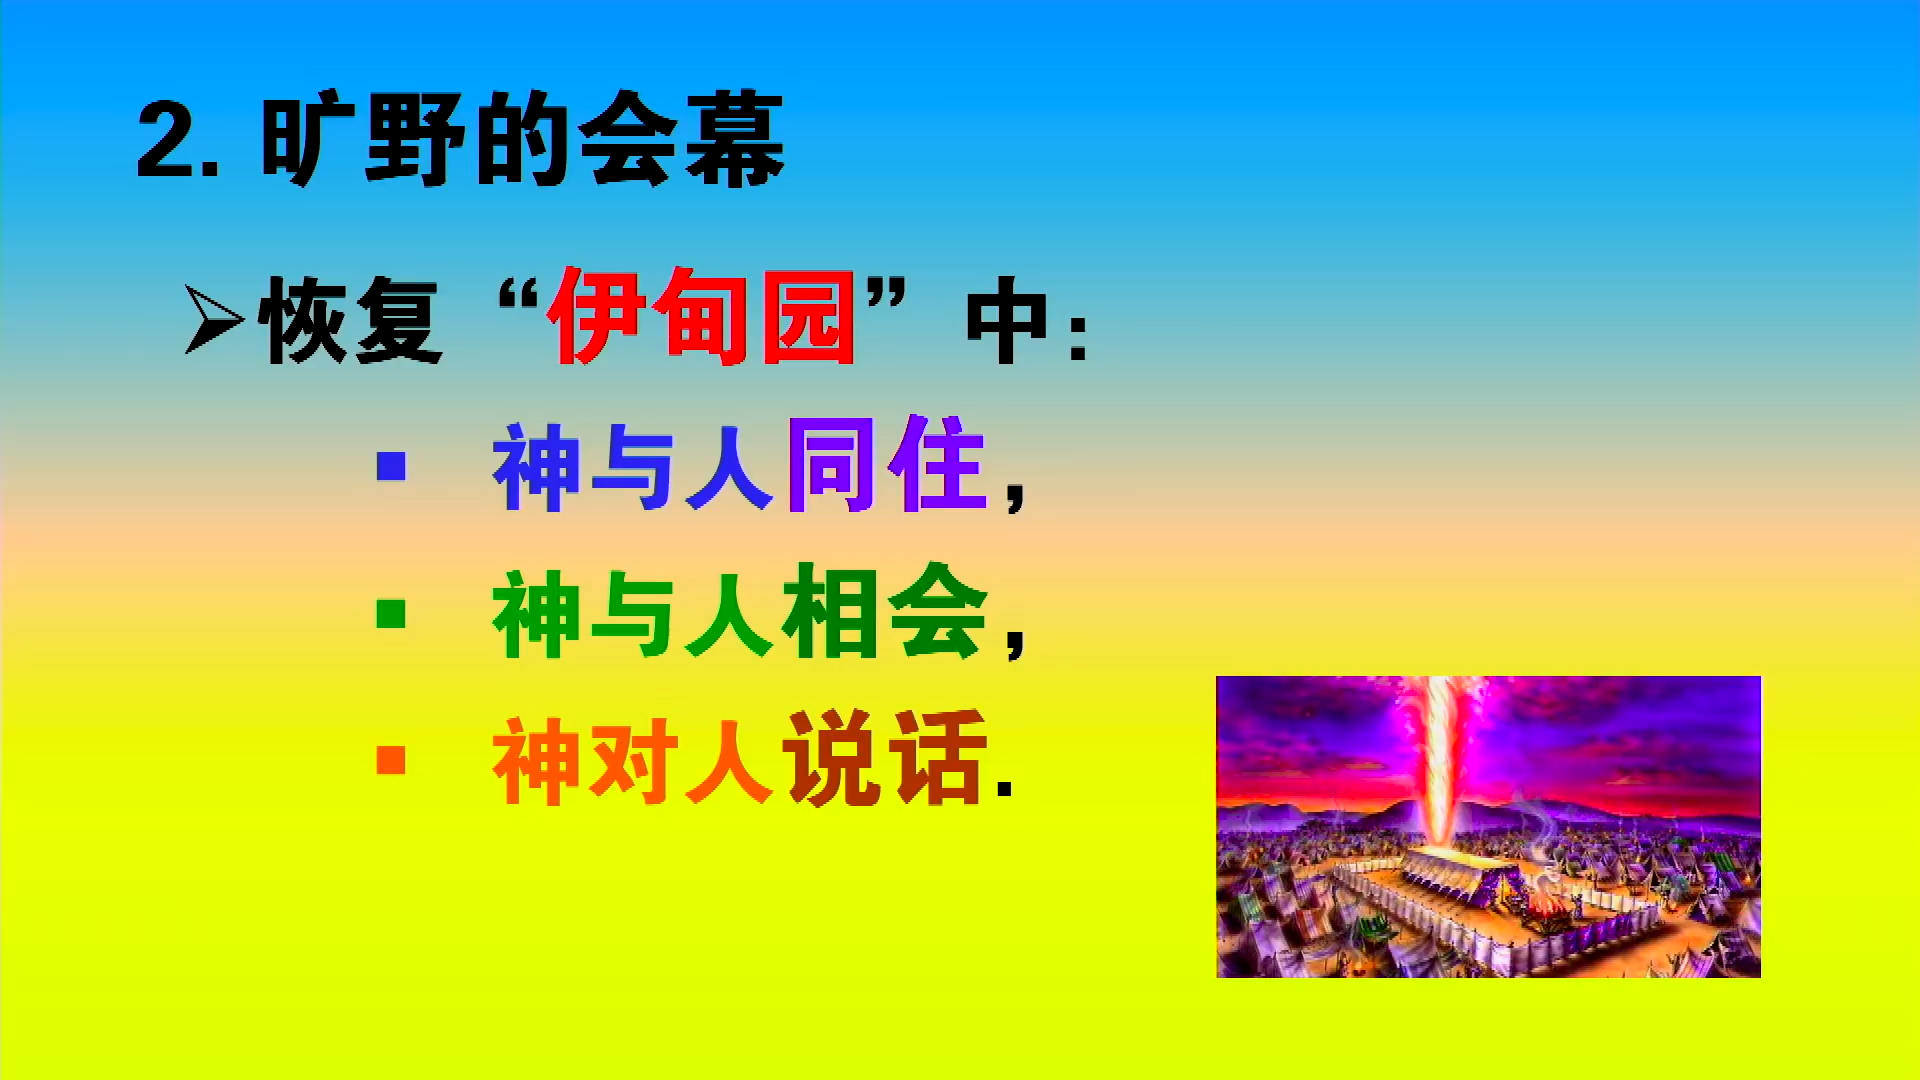 2. 旷野的会幕
➢恢复“伊甸园”中:
▪ 神与人同住,
▪ 神与人相会,
▪ 神对人说话.